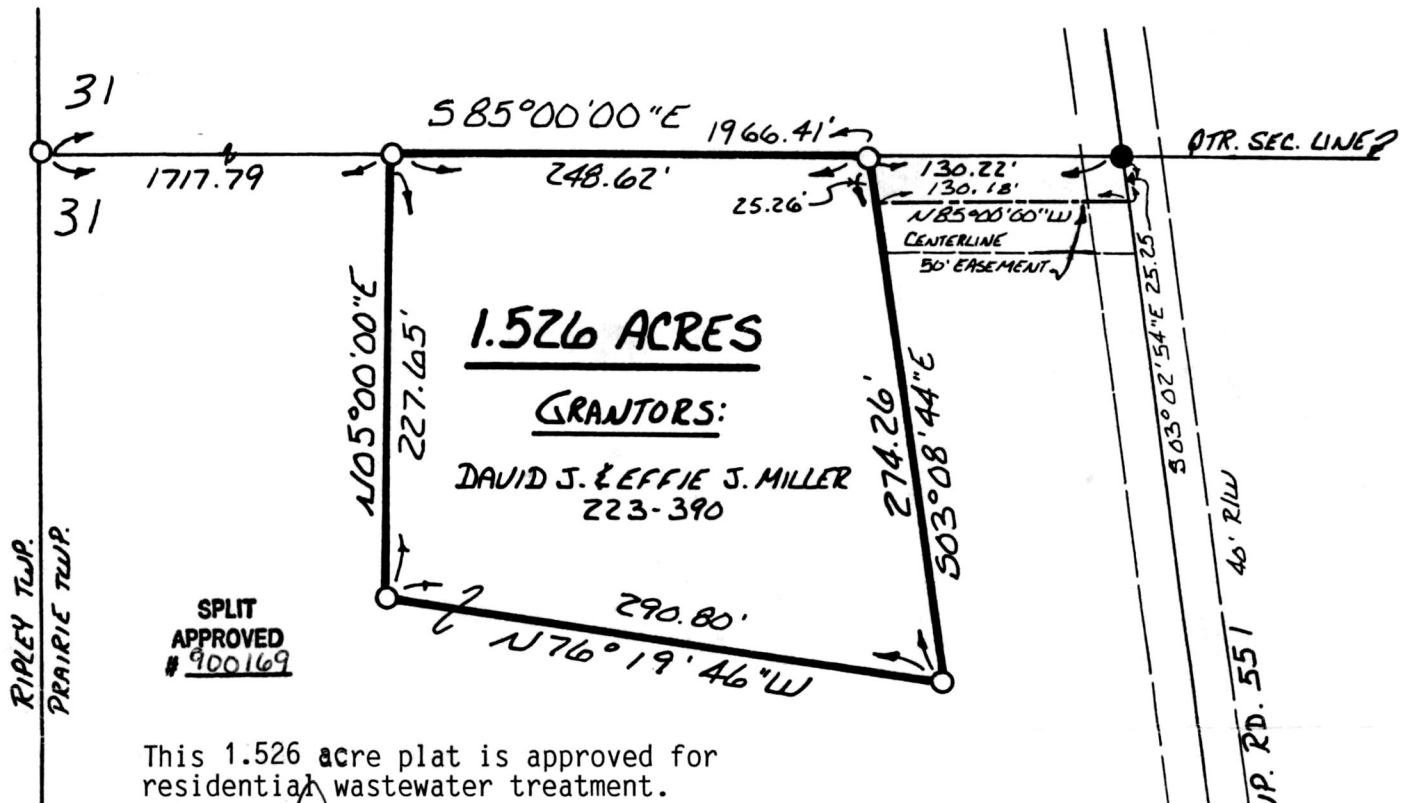 31
S 85°00'00"E
1966.41'
QTR. SEC. LINE
1717.79
248.62'
130.22'
130.18'
25.26'
N85°00'00"W
31
CENTERLINE
50' EASEMENT
S03°02'54"E 25.25
N05°00'00"E
227.65'
1.526 ACRES
GRANTORS:
DAVID J. & EFFIE J. MILLER
223-390
274.26'
S03°08'44"E
290.80'
N76°19'46"W
40' R/W
RD. 551
RIPLEY TWP.
PRAIRIE TWP.
SPLIT
APPROVED
# 900169
This 1.526 acre plat is approved for
residential wastewater treatment.